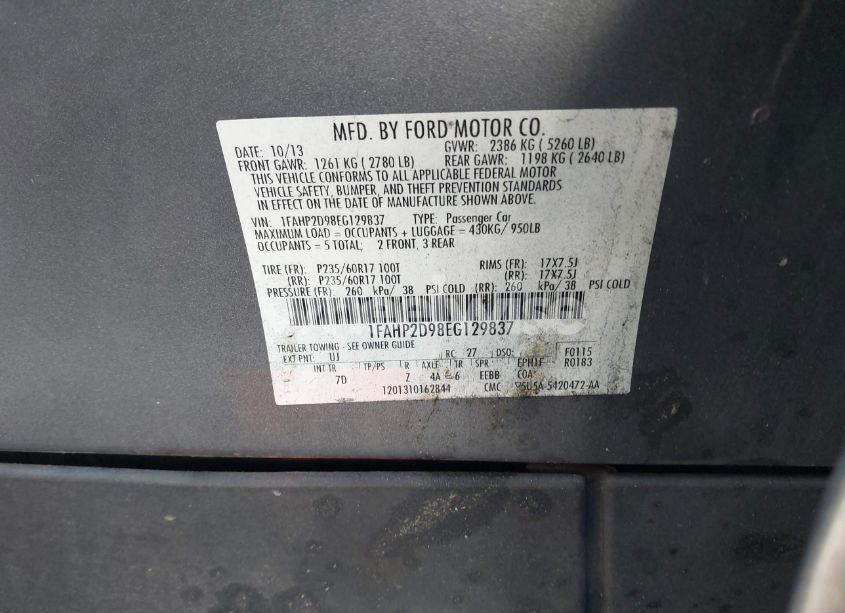 MFD. BY FORD MOTOR CO.
DATE: 10/13 GVWR: 2386 KG ( 5260 LB)
FRONT GAWR: 1261 KG ( 2780 LB) REAR GAWR: 1198 KG ( 2640 LB)
THIS VEHICLE CONFORMS TO ALL APPLICABLE FEDERAL MOTOR
VEHICLE SAFETY, BUMPER, AND THEFT PREVENTION STANDARDS
IN EFFECT ON THE DATE OF MANUFACTURE SHOWN ABOVE.
VIN: 1FAHP2D98EG129837 TYPE: Passenger Car
MAXIMUM LOAD = OCCUPANTS + LUGGAGE = 430KG/ 950LB
OCCUPANTS = 5 TOTAL; 2 FRONT, 3 REAR
TIRE (FR): P235/60R17 100T RIMS (FR): 17X7.5J
(RR): P235/60R17 100T (RR): 17X7.5J
PRESSURE (FR): 260 kPa/ 38 PSI COLD (RR): 260 kPa/ 38 PSI COLD
1FAHP2D98EG129837
TRAILER TOWING - SEE OWNER GUIDE
EXT PNT: UJ RC: 27 DSO: F0115
INT TR TP/PS R AXLE TR SPR EPH1F R0183
7D Z 4A 6 EEBB COA
1201310162844 CMC 5420472-AA